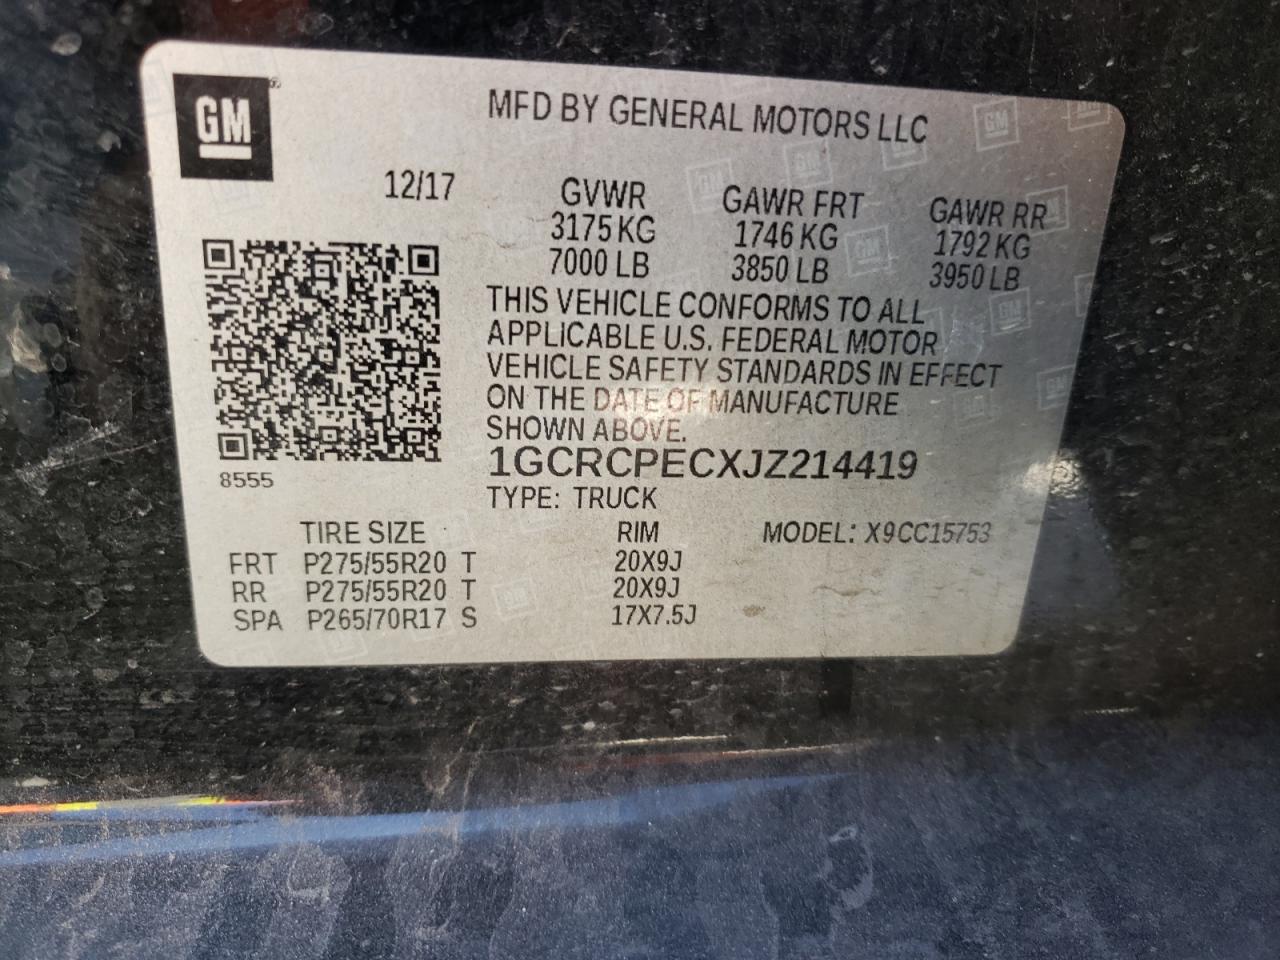 GM
MFD BY GENERAL MOTORS LLC
12/17
GVWR GAWR FRT GAWR RR
3175 KG 1746 KG 1792 KG
7000 LB 3850 LB 3950 LB
THIS VEHICLE CONFORMS TO ALL
APPLICABLE U.S. FEDERAL MOTOR
VEHICLE SAFETY STANDARDS IN EFFECT
ON THE DATE OF MANUFACTURE
SHOWN ABOVE.
1GCRCPECXJZ214419
8555
TYPE: TRUCK
TIRE SIZE RIM MODEL: X9CC15753
FRT P275/55R20 T 20X9J
RR P275/55R20 T 20X9J
SPA P265/70R17 S 17X7.5J